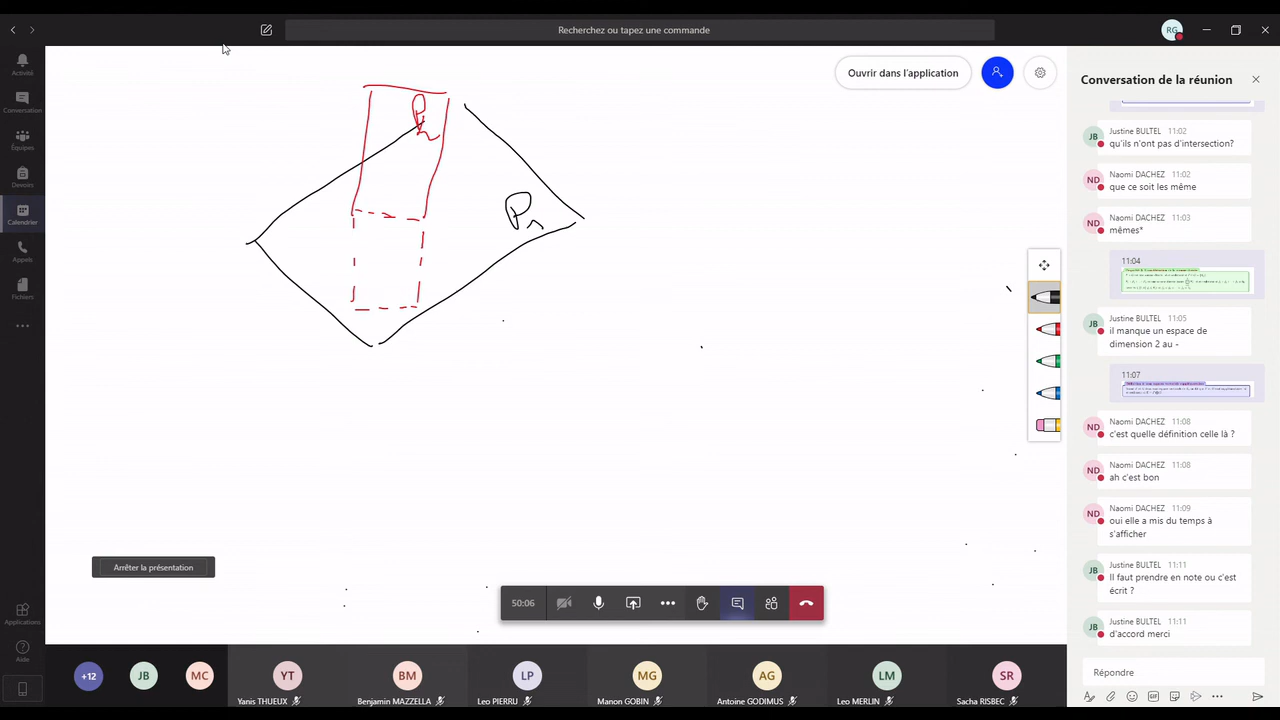 Recherchez ou tapez une commande
RG
Activité
Conversation
Équipes
Devoirs
Calendrier
Appels
Fichiers
Applications
Aide
Ouvrir dans l'application
P
P
Arrêter la présentation
50:06
Conversation de la réunion
JB
Justine BULTEL 11:02
qu'ils n'ont pas d'intersection?
ND
Naomi DACHEZ 11:02
que ce soit les même
ND
Naomi DACHEZ 11:03
mêmes*
11:04
JB
Justine BULTEL 11:05
il manque un espace de
dimension 2 au -
11:07
ND
Naomi DACHEZ 11:08
c'est quelle définition celle là ?
ND
Naomi DACHEZ 11:08
ah c'est bon
ND
Naomi DACHEZ 11:09
oui elle a mis du temps à
s'afficher
JB
Justine BULTEL 11:11
Il faut prendre en note ou c'est
écrit ?
JB
Justine BULTEL 11:11
d'accord merci
Répondre
GIF
+12
JB
MC
YT
Yanis THUEUX
BM
Benjamin MAZZELLA
LP
Leo PIERRU
MG
Manon GOBIN
AG
Antoine GODIMUS
LM
Leo MERLIN
SR
Sacha RISBEC